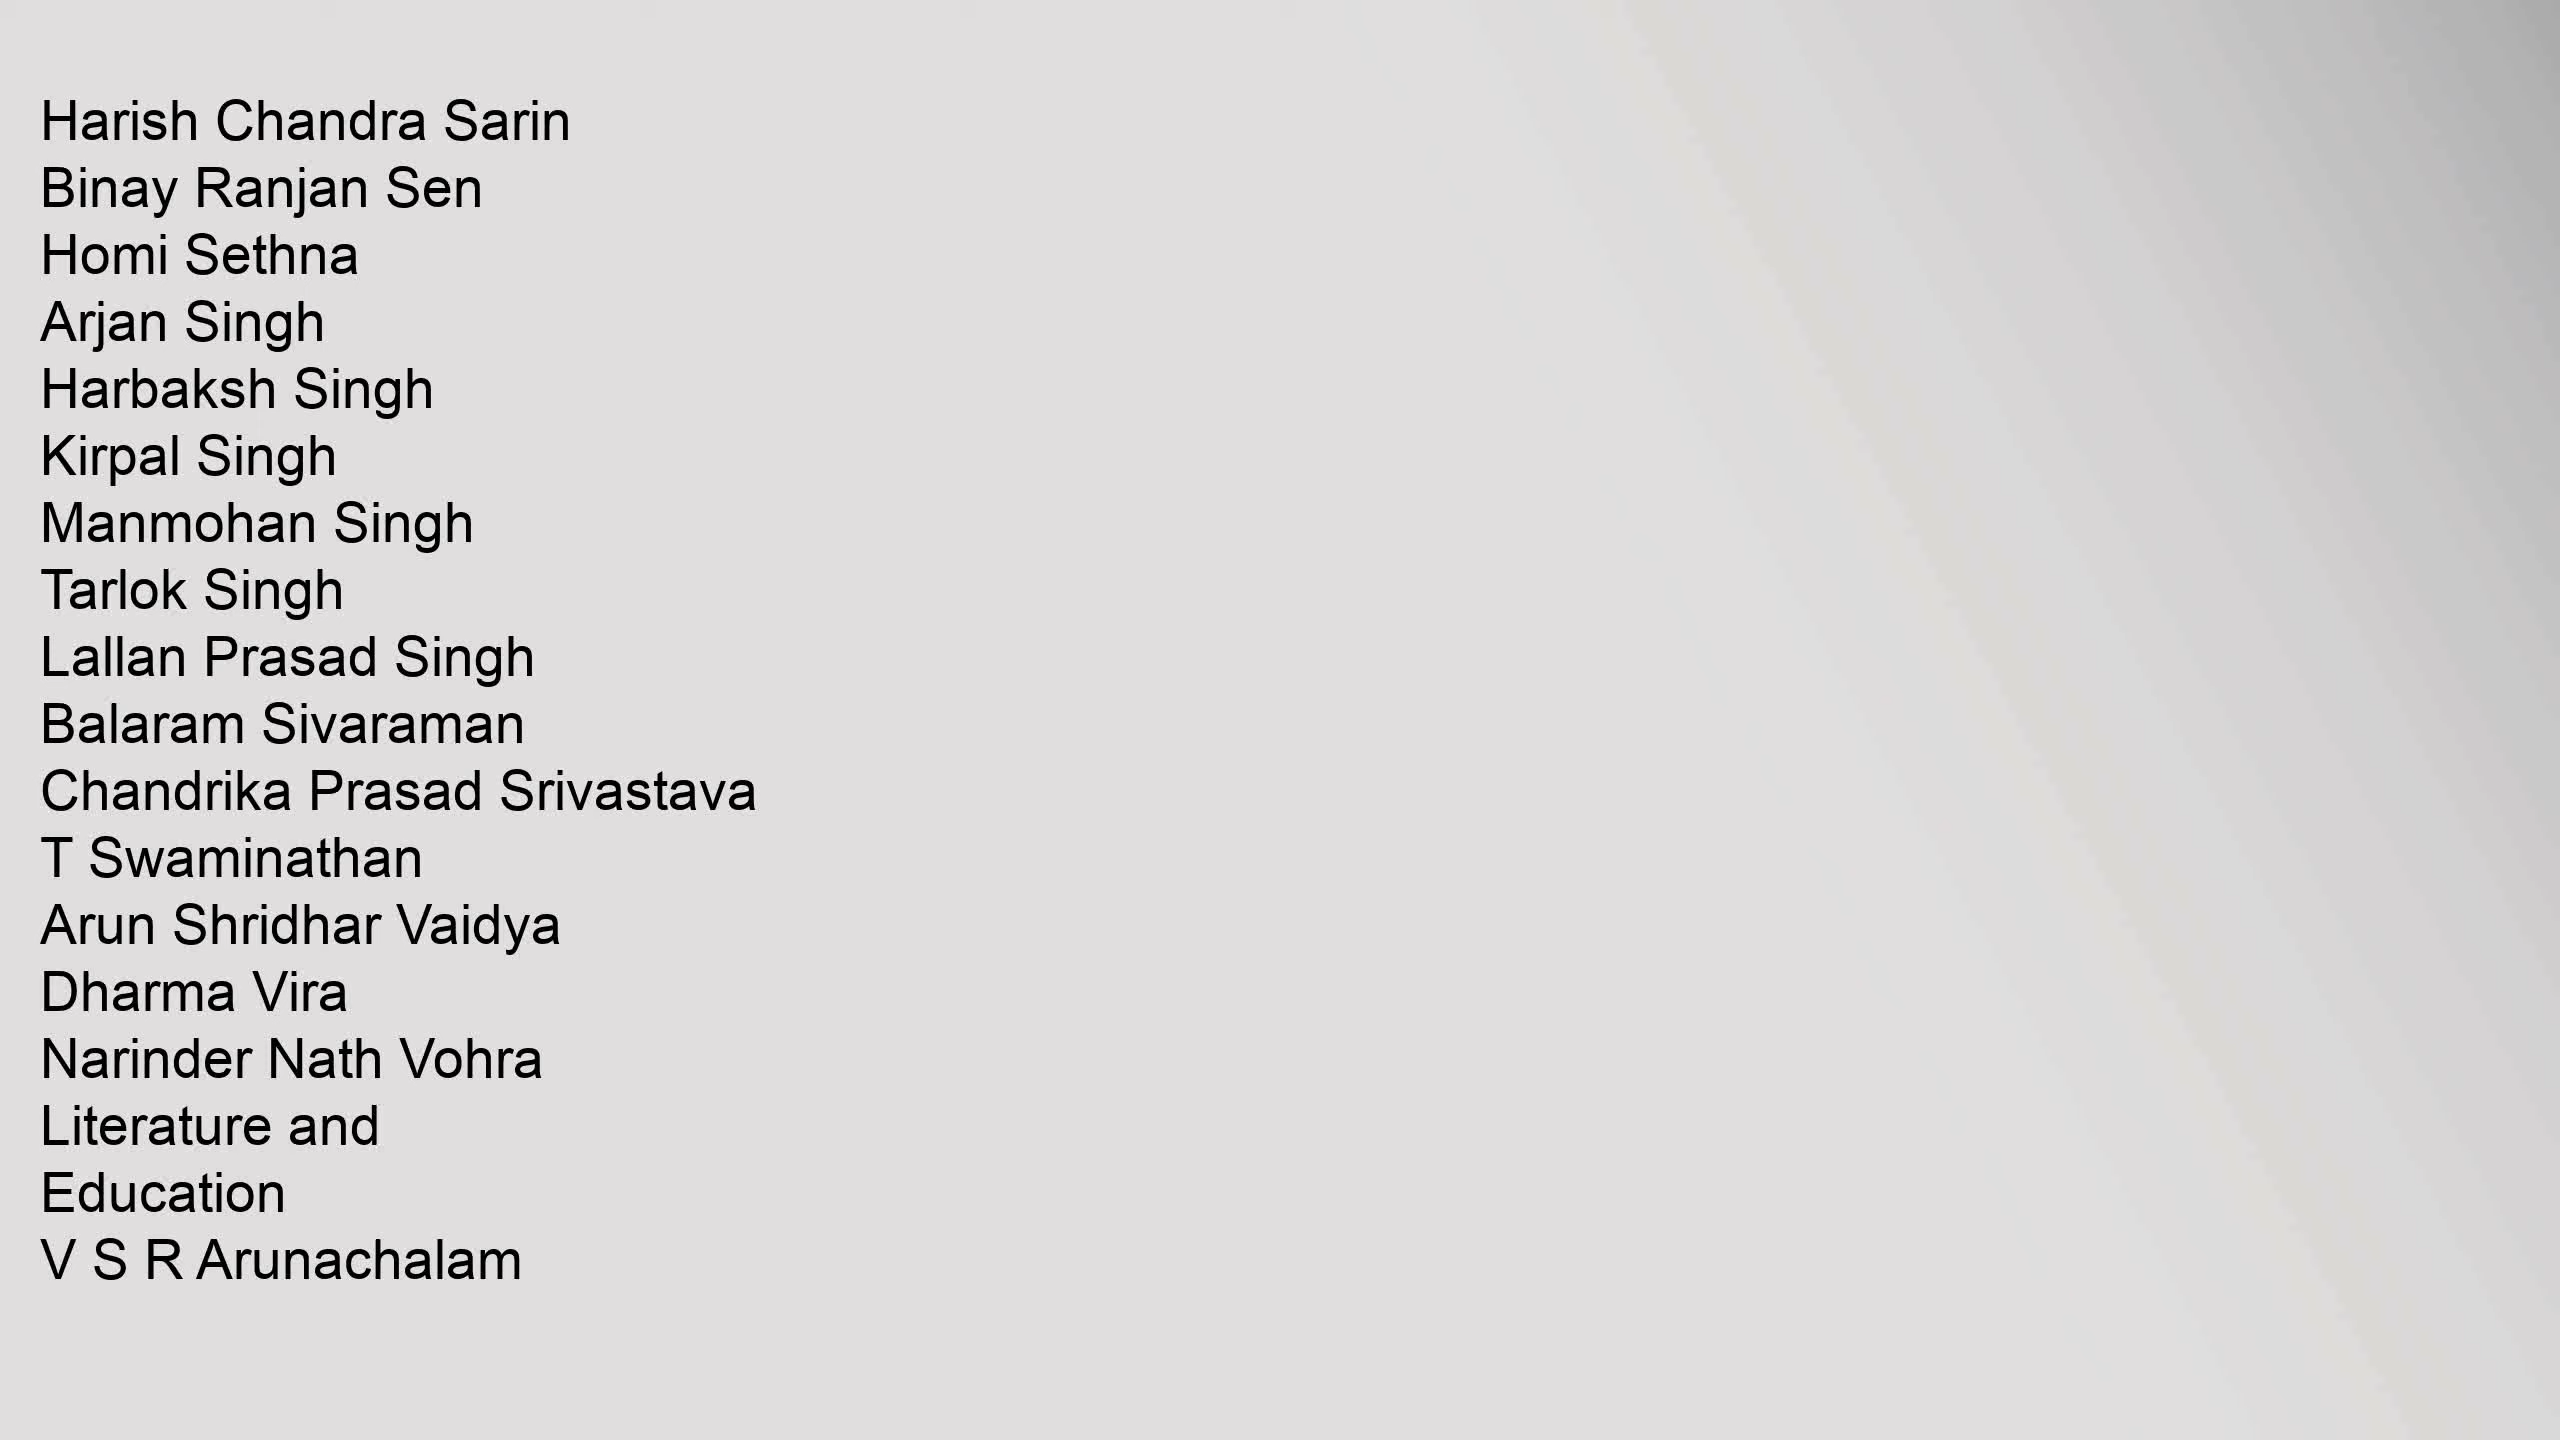 Harish Chandra Sarin
Binay Ranjan Sen
Homi Sethna
Arjan Singh
Harbaksh Singh
Kirpal Singh
Manmohan Singh
Tarlok Singh
Lallan Prasad Singh
Balaram Sivaraman
Chandrika Prasad Srivastava
T Swaminathan
Arun Shridhar Vaidya
Dharma Vira
Narinder Nath Vohra
Literature and
Education
V S R Arunachalam